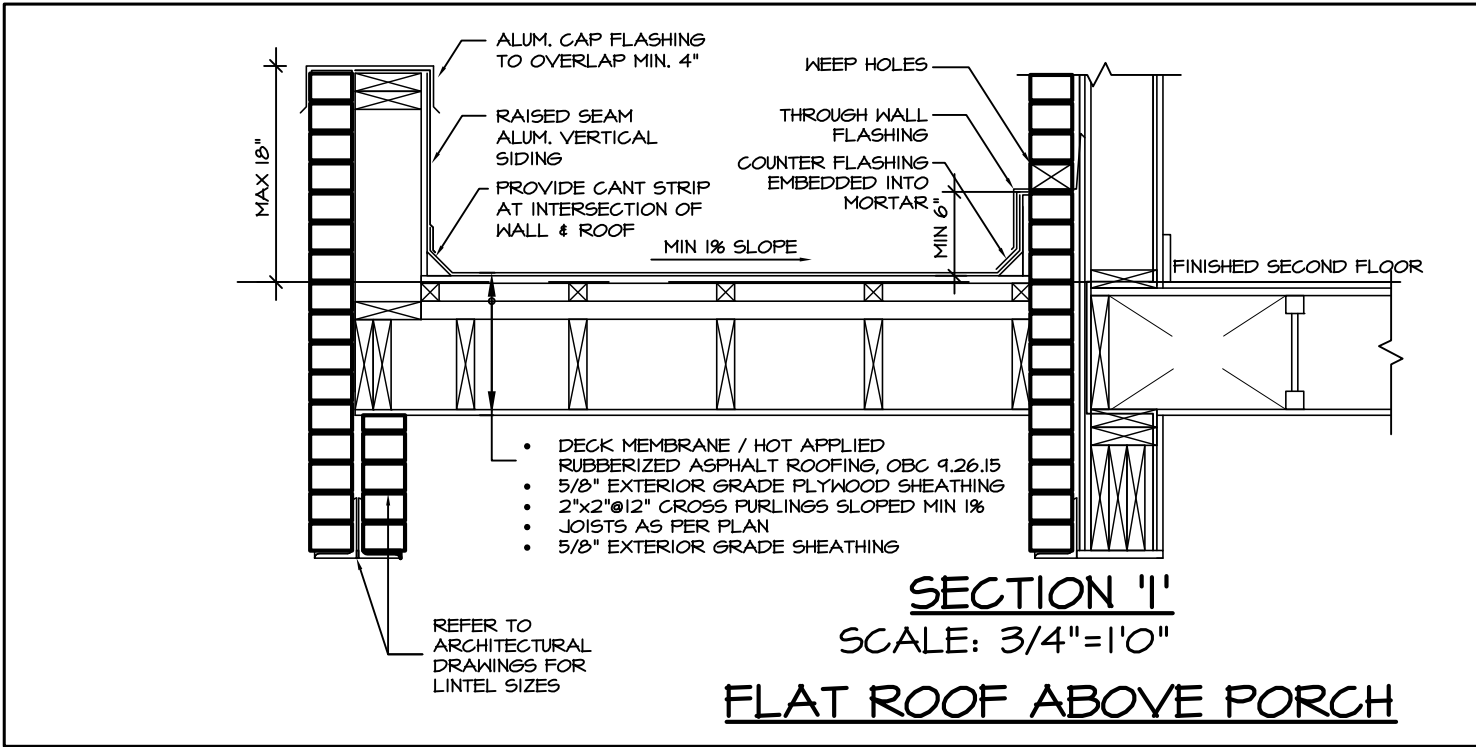 ALUM. CAP FLASHING
TO OVERLAP MIN. 4"
RAISED SEAM
ALUM. VERTICAL
SIDING
PROVIDE CANT STRIP
AT INTERSECTION OF
WALL & ROOF
MAX 18"
MIN 1% SLOPE
WEEP HOLES
THROUGH WALL
FLASHING
COUNTER FLASHING
EMBEDDED INTO
MORTAR
MIN 6"
FINISHED SECOND FLOOR
• DECK MEMBRANE / HOT APPLIED
RUBBERIZED ASPHALT ROOFING, OBC 9.26.15
• 5/8" EXTERIOR GRADE PLYWOOD SHEATHING
• 2"x2"@12" CROSS PURLINGS SLOPED MIN 1%
• JOISTS AS PER PLAN
• 5/8" EXTERIOR GRADE SHEATHING
REFER TO
ARCHITECTURAL
DRAWINGS FOR
LINTEL SIZES
SECTION '1'
SCALE: 3/4"=1'0"
FLAT ROOF ABOVE PORCH